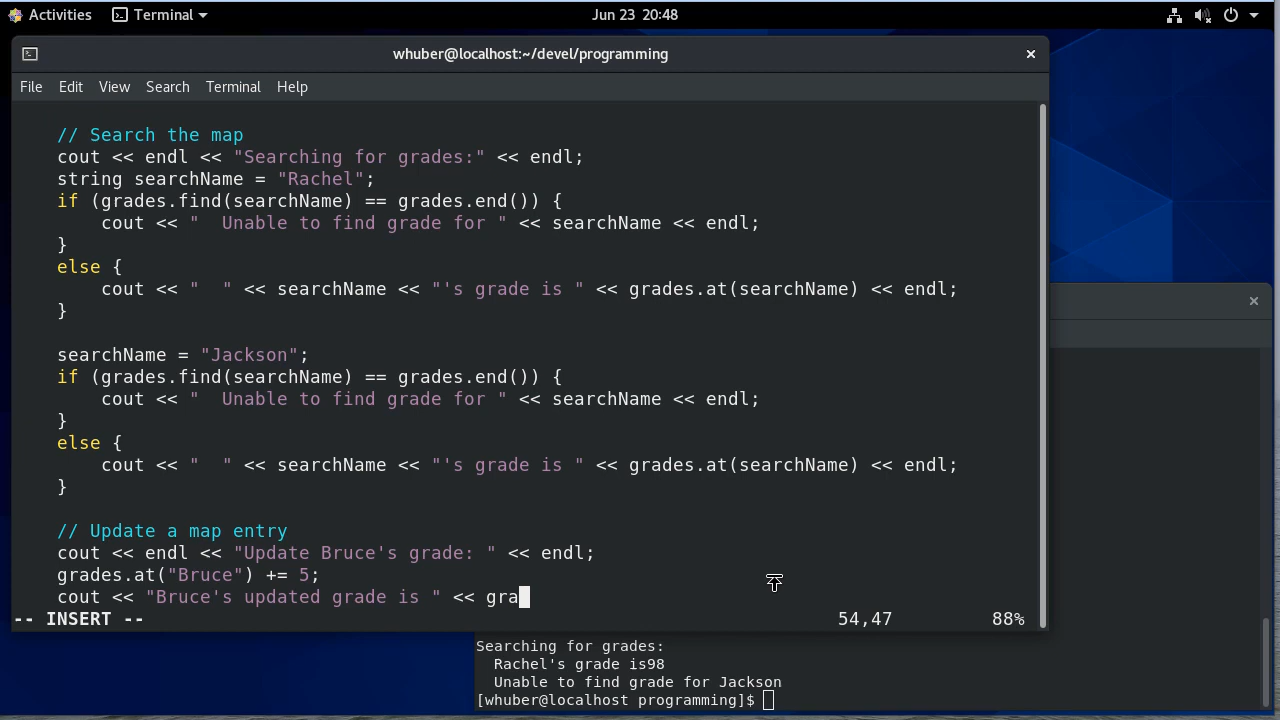 Activities Terminal Jun 23 20:48
whuber@localhost:~/devel/programming
File Edit View Search Terminal Help
// Search the map
cout << endl << "Searching for grades:" << endl;
string searchName = "Rachel";
if (grades.find(searchName) == grades.end()) {
cout << "  Unable to find grade for " << searchName << endl;
}
else {
cout << "  " << searchName << "'s grade is " << grades.at(searchName) << endl;
}
searchName = "Jackson";
if (grades.find(searchName) == grades.end()) {
cout << "  Unable to find grade for " << searchName << endl;
}
else {
cout << "  " << searchName << "'s grade is " << grades.at(searchName) << endl;
}
// Update a map entry
cout << endl << "Update Bruce's grade: " << endl;
grades.at("Bruce") += 5;
cout << "Bruce's updated grade is " << gra
-- INSERT -- 54,47 88%
Searching for grades:
Rachel's grade is98
Unable to find grade for Jackson
[whuber@localhost programming]$